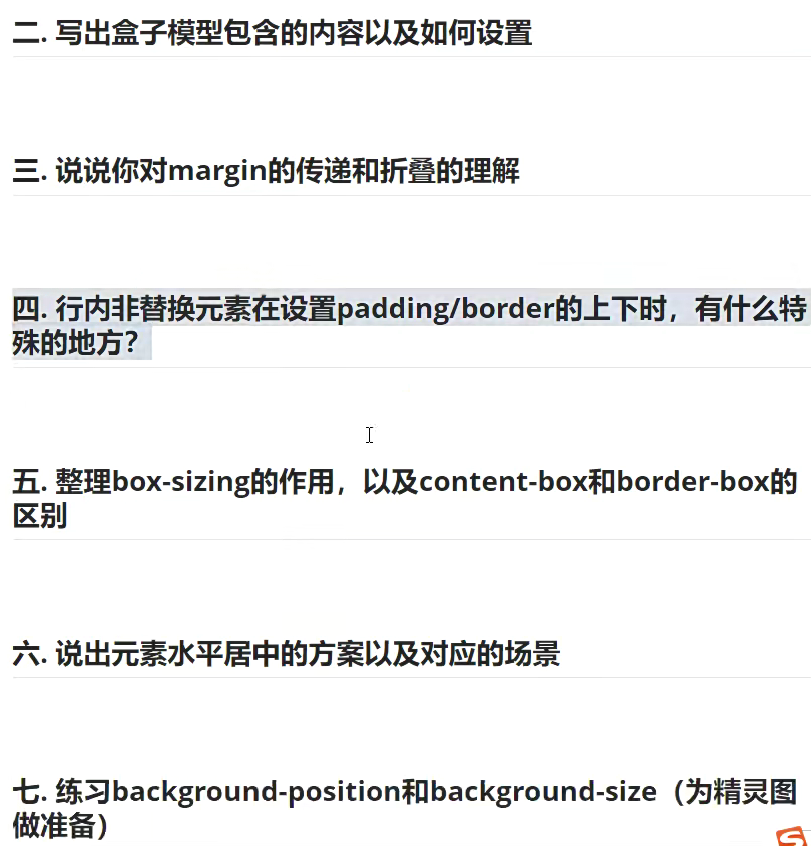 二. 写出盒子模型包含的内容以及如何设置
三. 说说你对margin的传递和折叠的理解
四. 行内非替换元素在设置padding/border的上下时，有什么特
殊的地方？
五. 整理box-sizing的作用，以及content-box和border-box的
区别
六. 说出元素水平居中的方案以及对应的场景
七. 练习background-position和background-size（为精灵图
做准备）